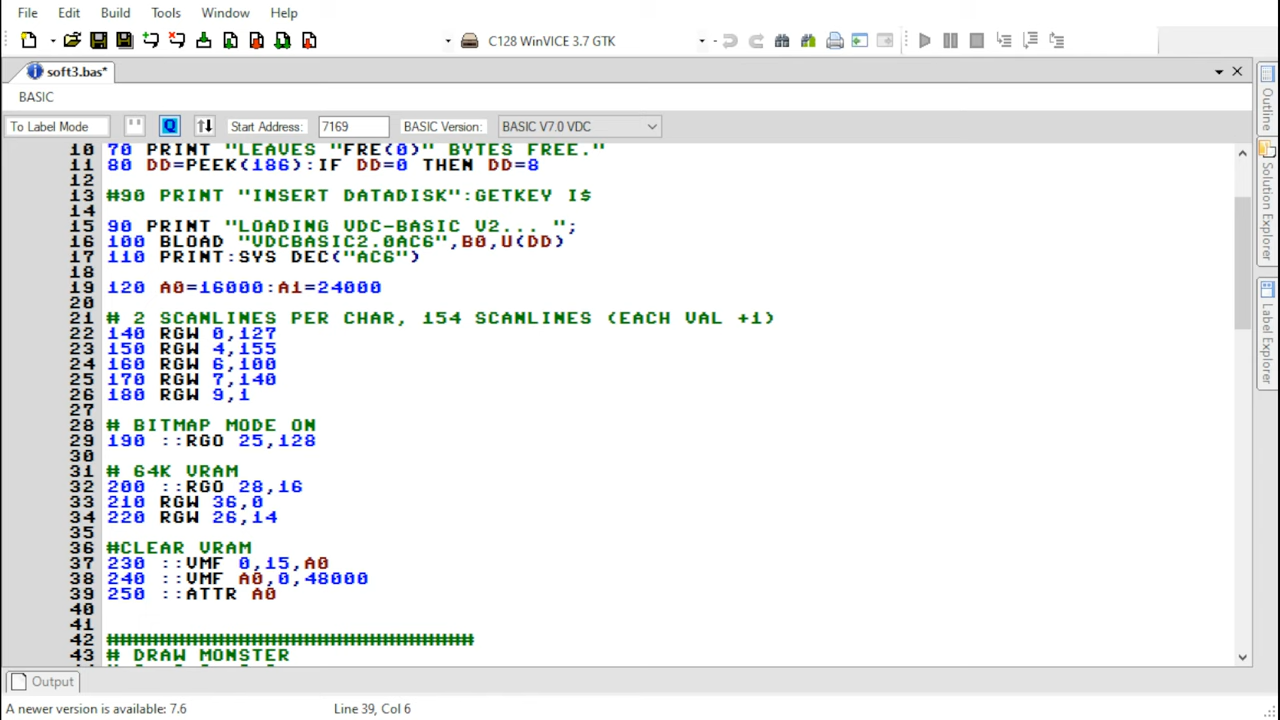 File Edit Build Tools Window Help
C128 WinVICE 3.7 GTK
soft3.bas*
BASIC
To Label Mode " Q Start Address: 7169 BASIC Version: BASIC V7.0 VDC
10 70 PRINT "LEAVES "FRE(0)" BYTES FREE."
11 80 DD=PEEK(186):IF DD=0 THEN DD=8
12
13 #90 PRINT "INSERT DATADISK":GETKEY I$
14
15 90 PRINT "LOADING VDC-BASIC V2... ";
16 100 BLOAD "VDCBASIC2.0AC6",B0,U(DD)
17 110 PRINT:SYS DEC("AC6")
18
19 120 A0=16000:A1=24000
20
21 # 2 SCANLINES PER CHAR, 154 SCANLINES (EACH VAL +1)
22 140 RGW 0,127
23 150 RGW 4,155
24 160 RGW 6,100
25 170 RGW 7,140
26 180 RGW 9,1
27
28 # BITMAP MODE ON
29 190 ::RGO 25,128
30
31 # 64K VRAM
32 200 ::RGO 28,16
33 210 RGW 36,0
34 220 RGW 26,14
35
36 #CLEAR VRAM
37 230 ::VMF 0,15,A0
38 240 ::VMF A0,0,48000
39 250 ::ATTR A0
40
41
42 ########################################
43 # DRAW MONSTER
Outline
Solution Explorer
Label Explorer
Output
A newer version is available: 7.6 Line 39, Col 6